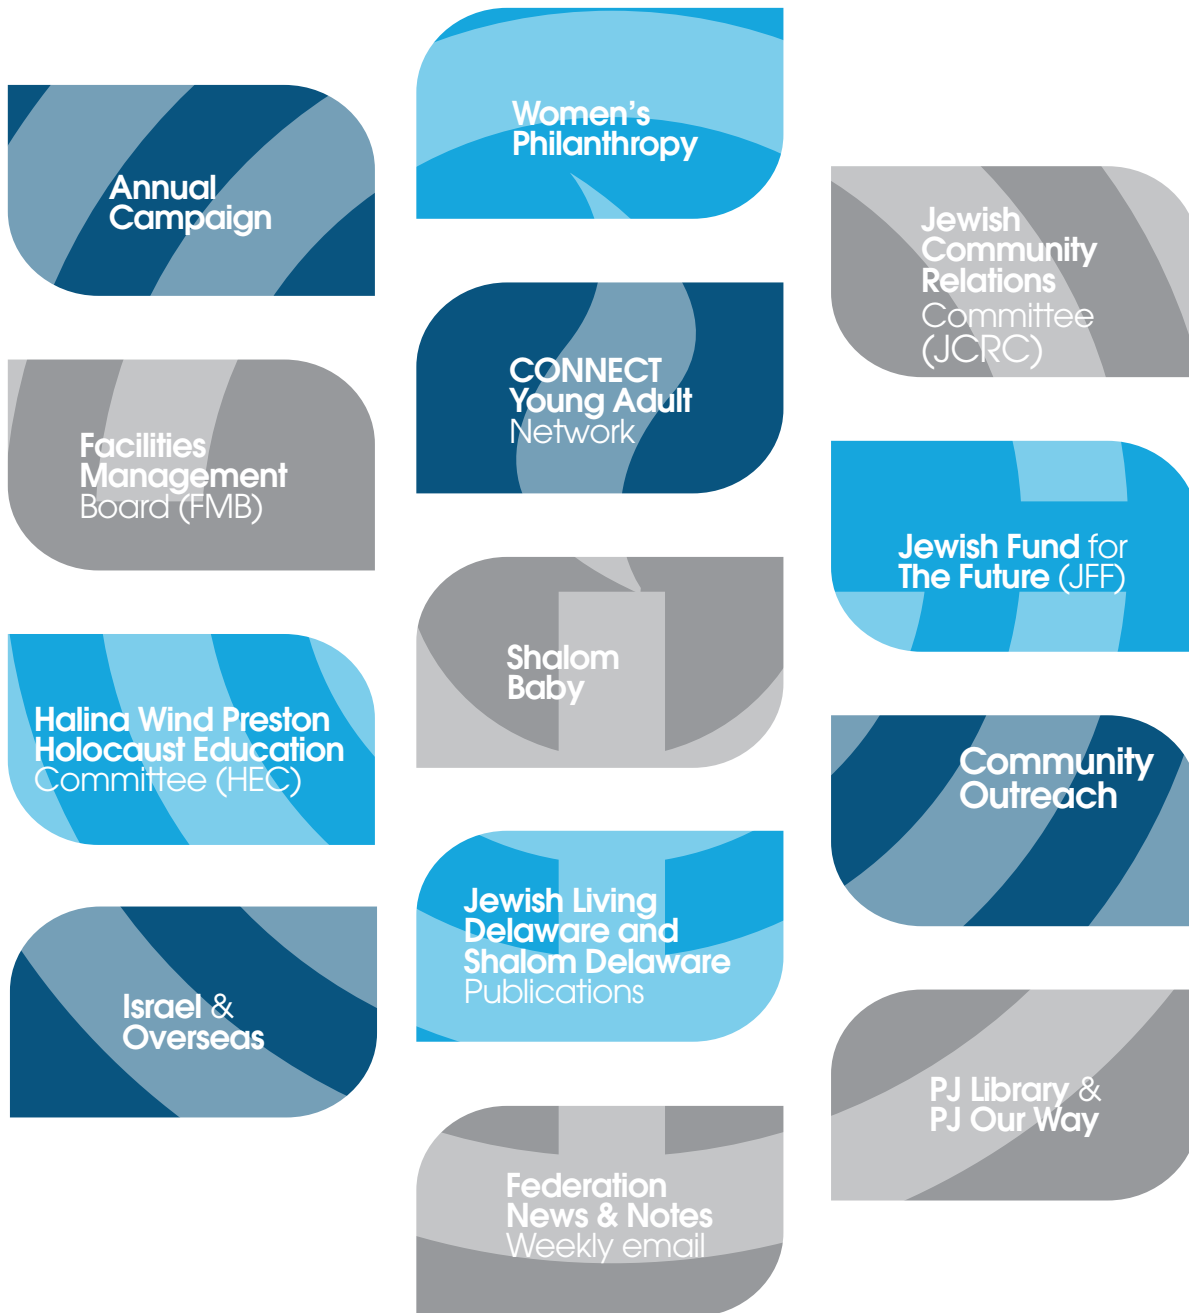 Annual
Campaign
Facilities
Management
Board (FMB)
Halina Wind Preston
Holocaust Education
Committee (HEC)
Israel &
Overseas
Women's
Philanthropy
CONNECT
Young Adult
Network
Shalom
Baby
Jewish Living
Delaware and
Shalom Delaware
Publications
Federation
News & Notes
Weekly email
Jewish
Community
Relations
Committee
(JCRC)
Jewish Fund for
The Future (JFF)
Community
Outreach
PJ Library &
PJ Our Way